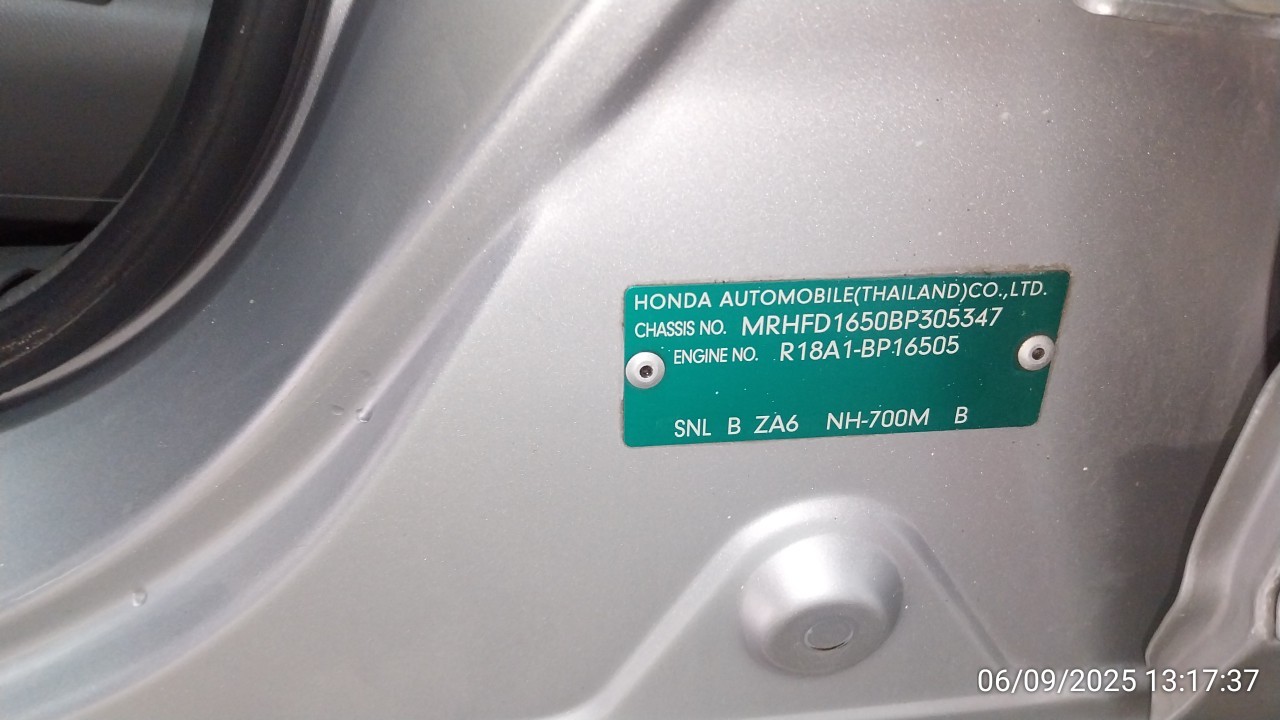 HONDA AUTOMOBILE(THAILAND)CO.,LTD.
CHASSIS NO. MRHFD1650BP305347
ENGINE NO. R18A1-BP16505
SNL B ZA6 NH-700M B
06/09/2025 13:17:37